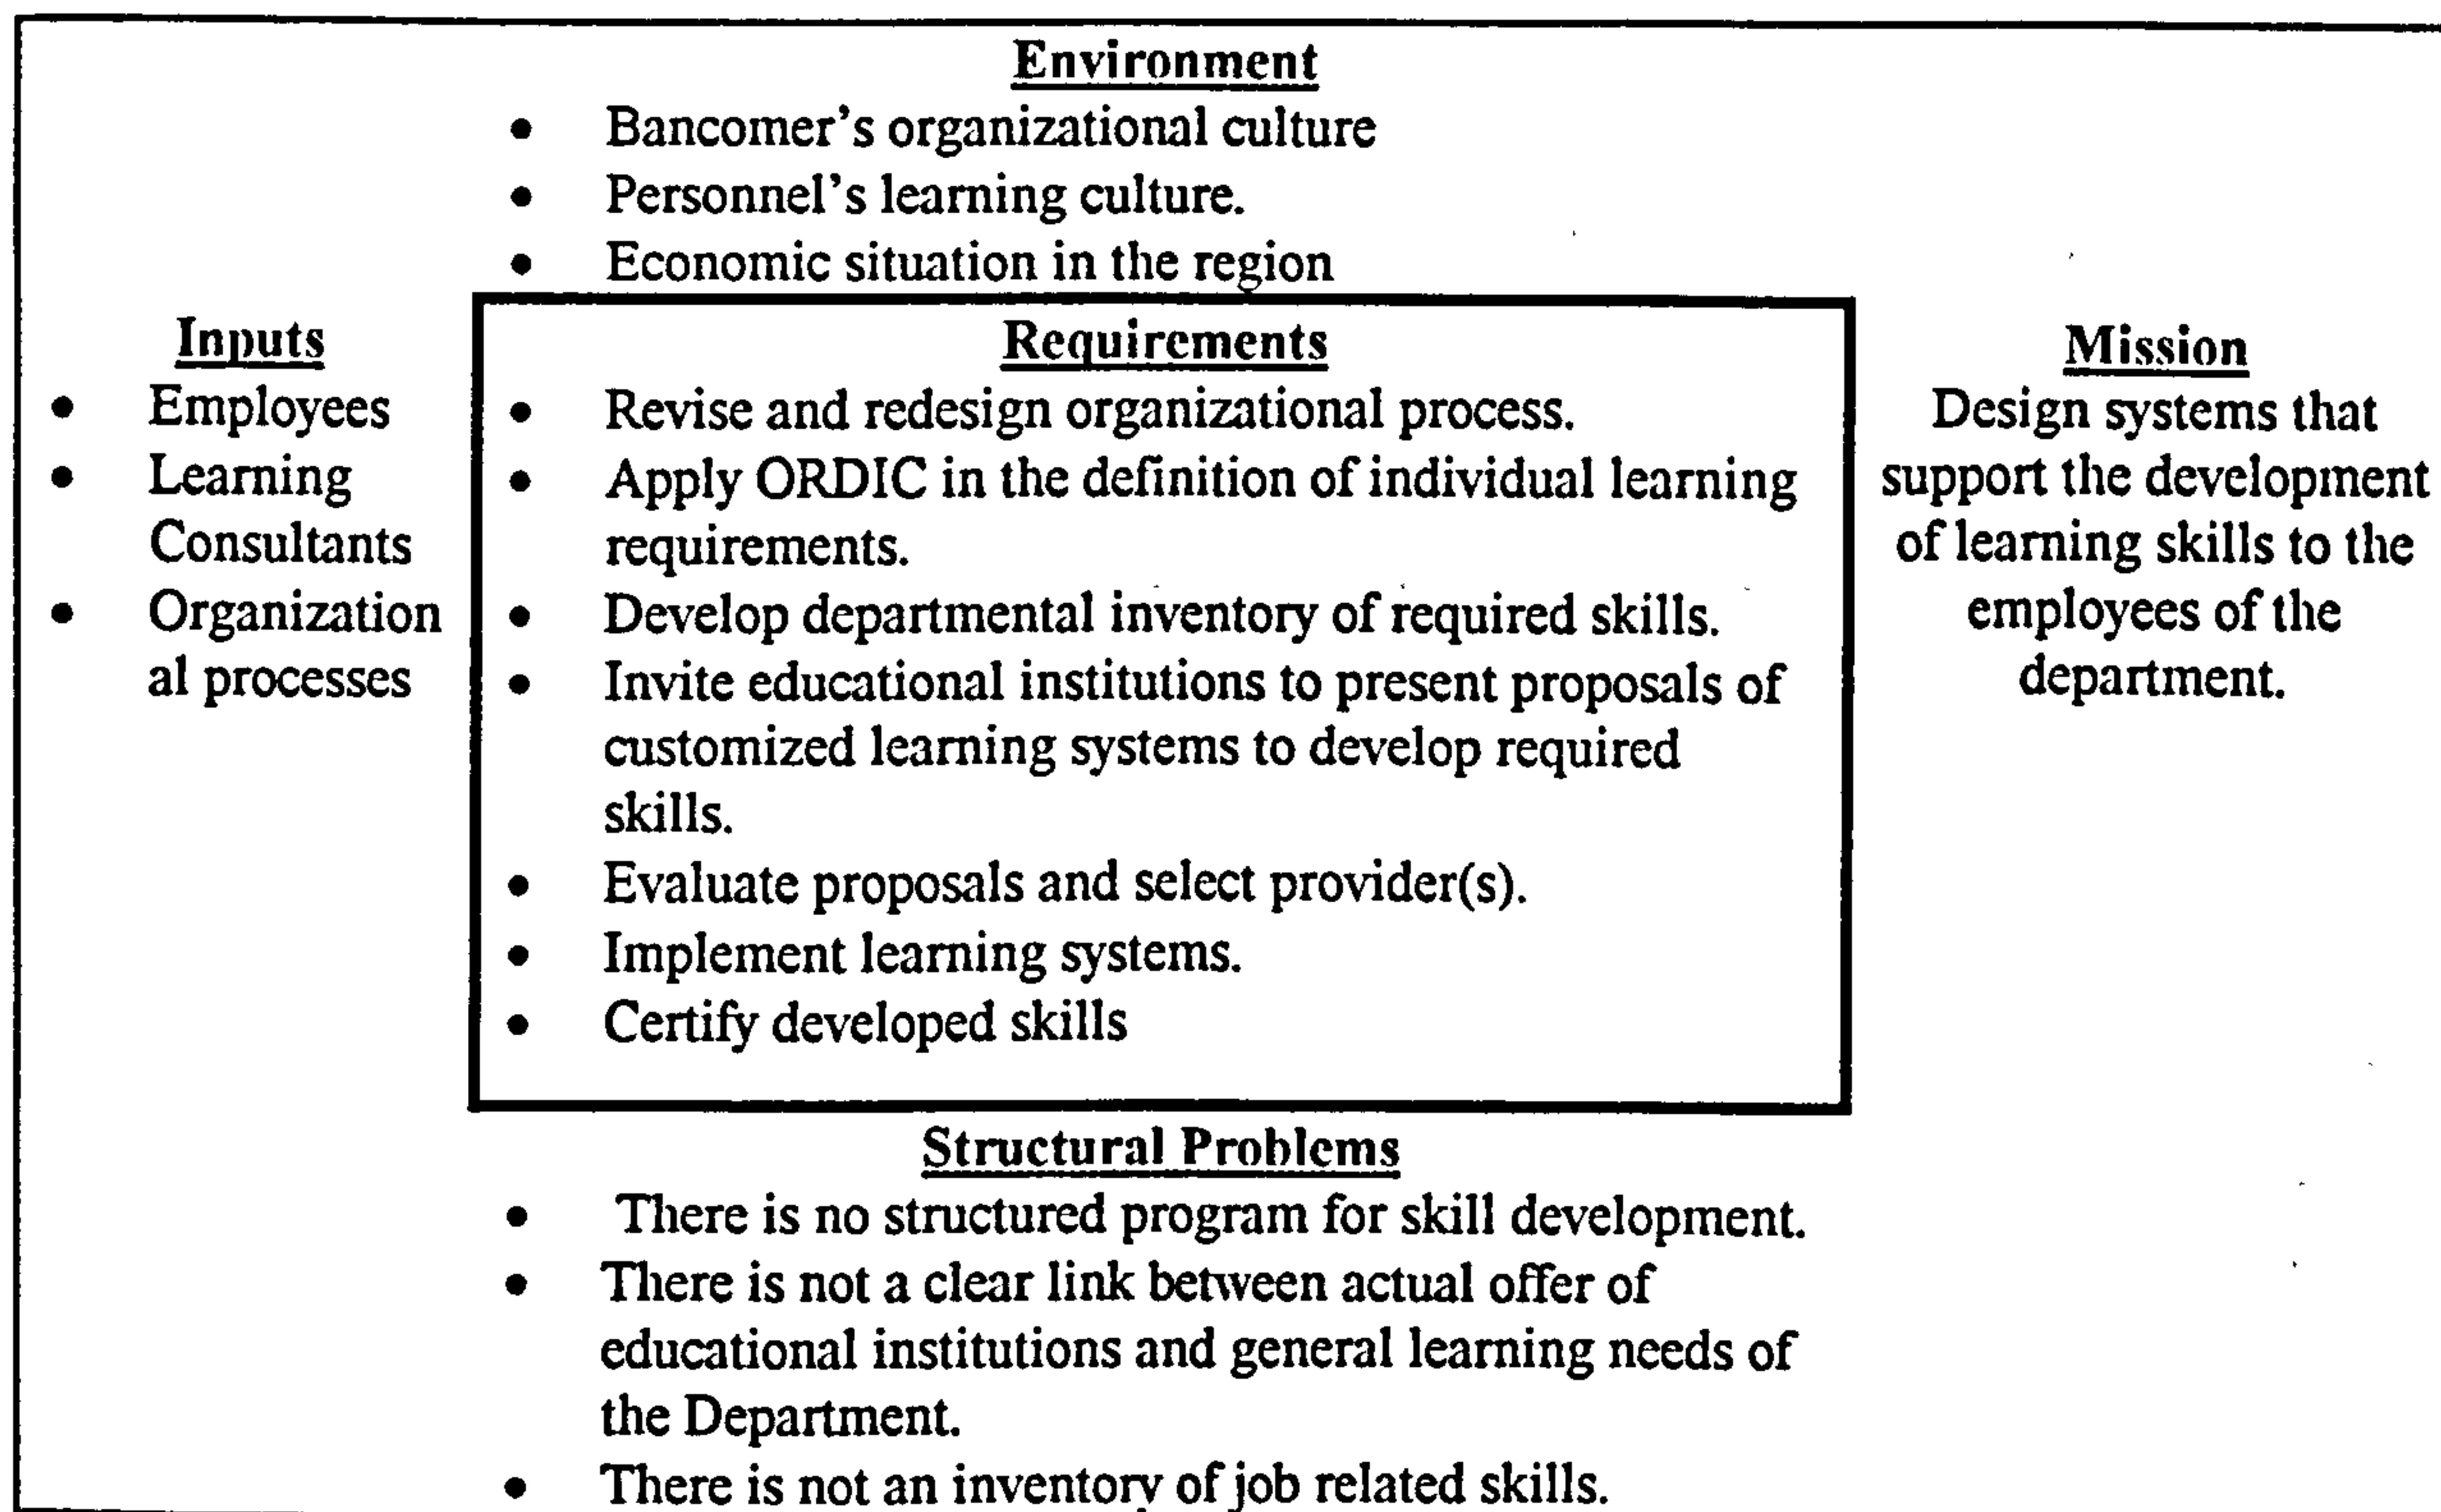 Environment
• Bancomer's organizational culture
• Personnel's learning culture.
• Economic situation in the region
Inputs
• Employees
• Learning
Consultants
• Organization
al processes
Requirements
• Revise and redesign organizational process.
• Apply ORDIC in the definition of individual learning
requirements.
• Develop departmental inventory of required skills.
• Invite educational institutions to present proposals of
customized learning systems to develop required
skills.
• Evaluate proposals and select provider(s).
• Implement learning systems.
• Certify developed skills
Mission
Design systems that
support the development
of learning skills to the
employees of the
department.
Structural Problems
• There is no structured program for skill development.
• There is not a clear link between actual offer of
educational institutions and general learning needs of
the Department.
• There is not an inventory of job related skills.